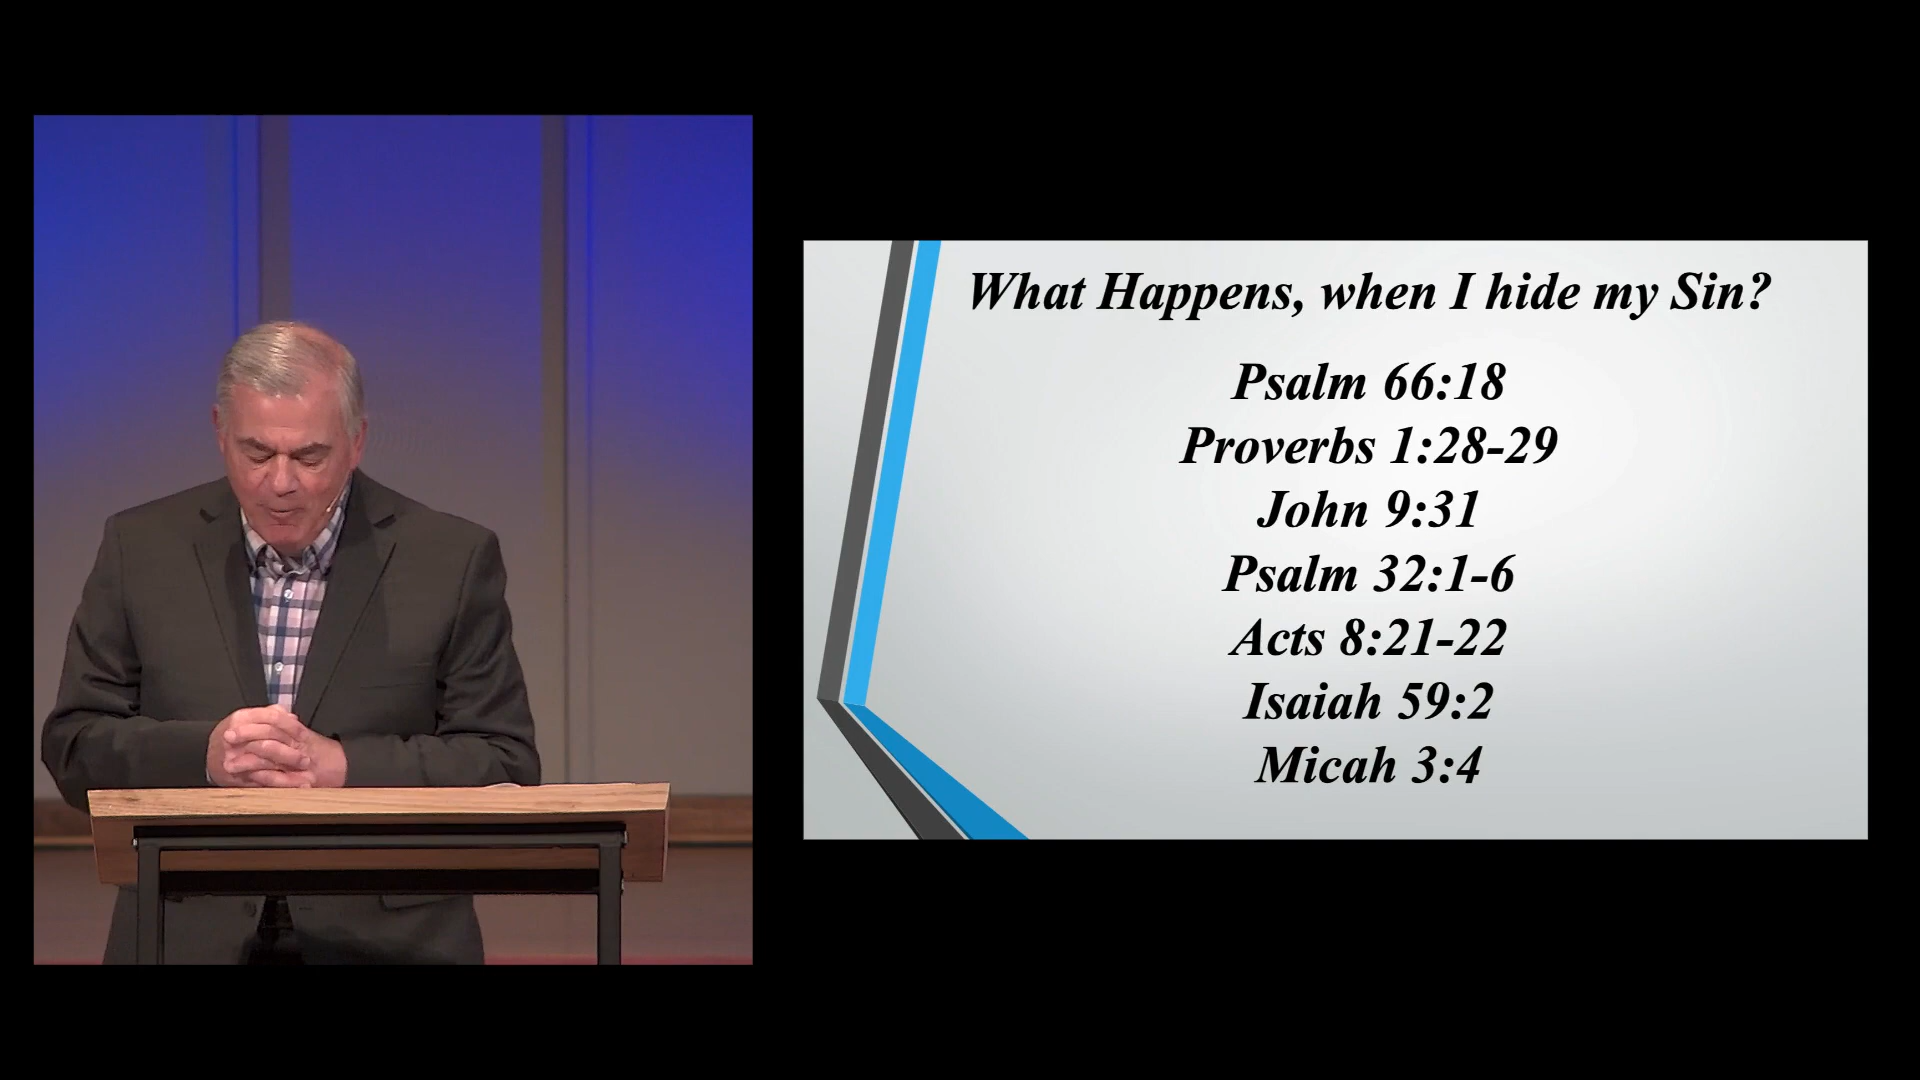 What Happens, when I hide my Sin?
Psalm 66:18
Proverbs 1:28-29
John 9:31
Psalm 32:1-6
Acts 8:21-22
Isaiah 59:2
Micah 3:4